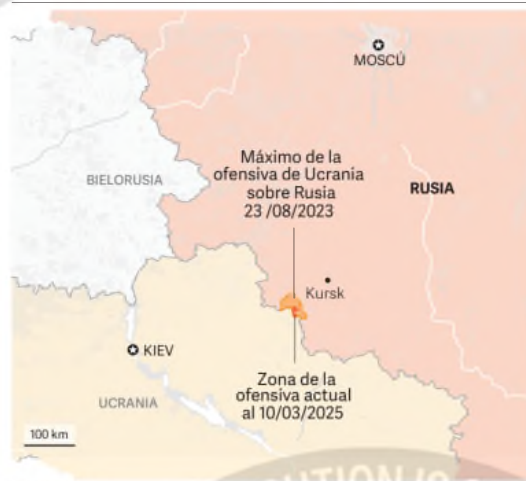 MOSCÚ
Máximo de la
ofensiva de Ucrania
sobre Rusia
23 /08/2023
BIELORUSIA
RUSIA
Kursk
KIEV
Zona de la
ofensiva actual
al 10/03/2025
UCRANIA
100 km